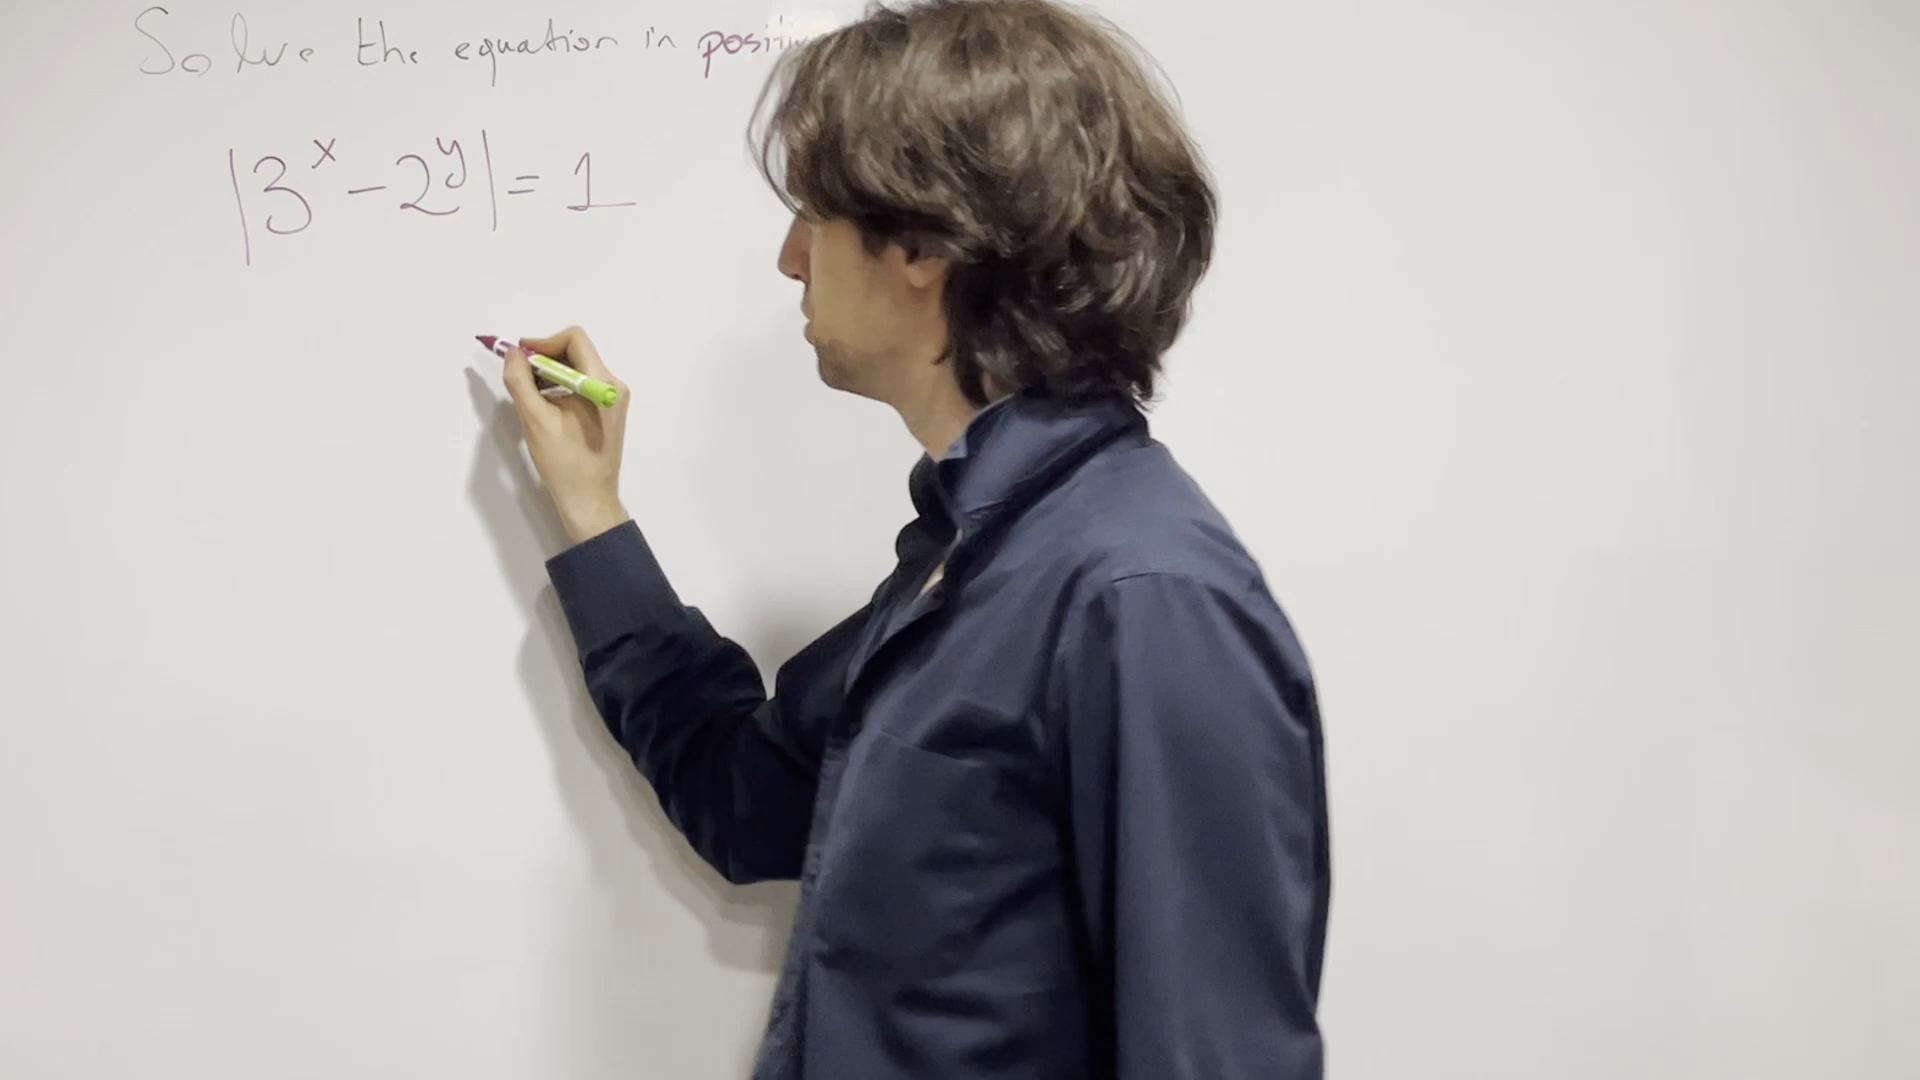 Solve the equation in
|3^x - 2^y| = 1